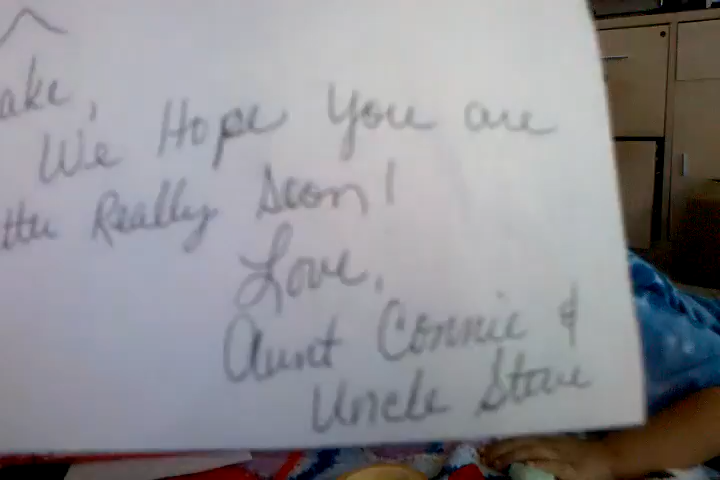 ake,
We Hope You are
tter Really Soon!
Love,
Aunt Connie &
Uncle Steve